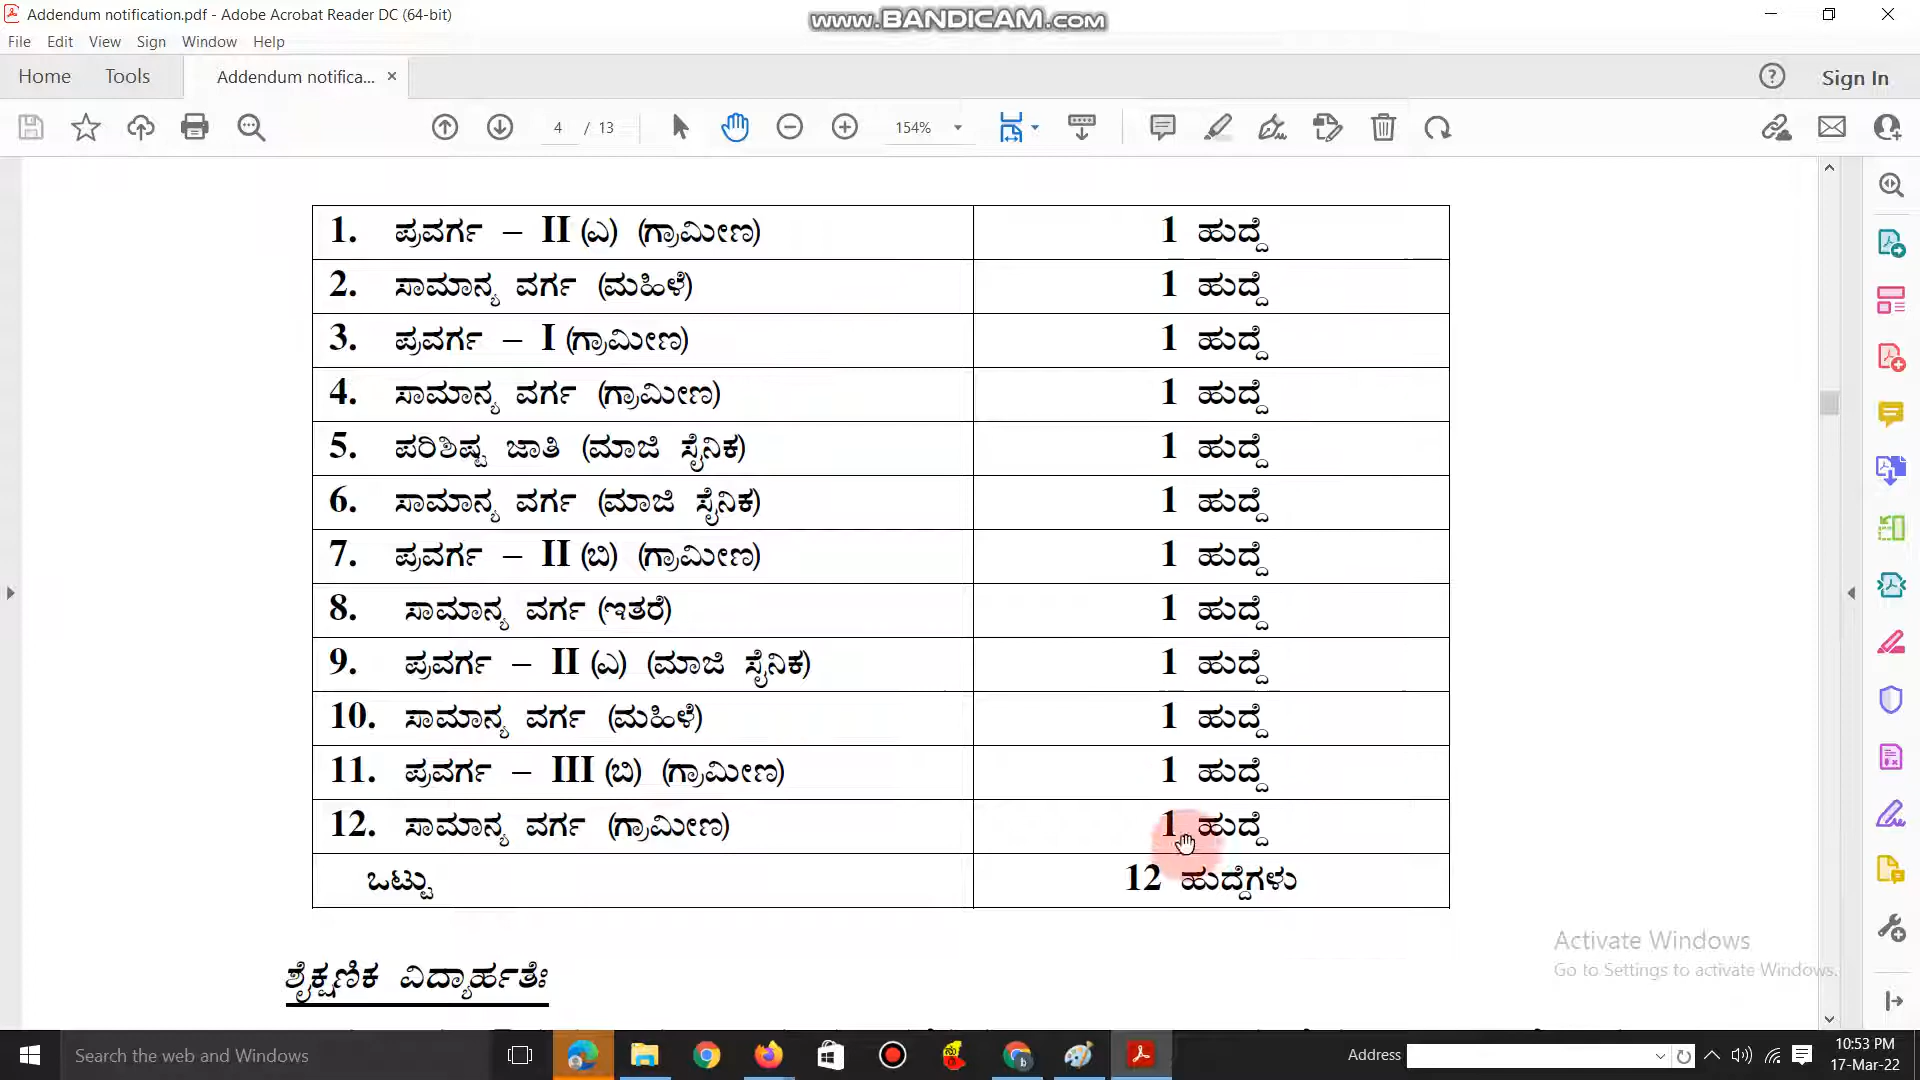 Addendum notification.pdf - Adobe Acrobat Reader DC (64-bit)
www.BANDICAM.com
File Edit View Sign Window Help
Home Tools Addendum notifica... × Sign In
4 / 13 154%
1. ಪ್ರವರ್ಗ – II (ಎ) (ಗ್ರಾಮೀಣ) 1 ಹುದ್ದೆ
2. ಸಾಮಾನ್ಯ ವರ್ಗ (ಮಹಿಳೆ) 1 ಹುದ್ದೆ
3. ಪ್ರವರ್ಗ – I (ಗ್ರಾಮೀಣ) 1 ಹುದ್ದೆ
4. ಸಾಮಾನ್ಯ ವರ್ಗ (ಗ್ರಾಮೀಣ) 1 ಹುದ್ದೆ
5. ಪರಿಶಿಷ್ಟ ಜಾತಿ (ಮಾಜಿ ಸೈನಿಕ) 1 ಹುದ್ದೆ
6. ಸಾಮಾನ್ಯ ವರ್ಗ (ಮಾಜಿ ಸೈನಿಕ) 1 ಹುದ್ದೆ
7. ಪ್ರವರ್ಗ – II (ಬಿ) (ಗ್ರಾಮೀಣ) 1 ಹುದ್ದೆ
8. ಸಾಮಾನ್ಯ ವರ್ಗ (ಇತರೆ) 1 ಹುದ್ದೆ
9. ಪ್ರವರ್ಗ – II (ಎ) (ಮಾಜಿ ಸೈನಿಕ) 1 ಹುದ್ದೆ
10. ಸಾಮಾನ್ಯ ವರ್ಗ (ಮಹಿಳೆ) 1 ಹುದ್ದೆ
11. ಪ್ರವರ್ಗ – III (ಬಿ) (ಗ್ರಾಮೀಣ) 1 ಹುದ್ದೆ
12. ಸಾಮಾನ್ಯ ವರ್ಗ (ಗ್ರಾಮೀಣ) 1 ಹುದ್ದೆ
ಒಟ್ಟು 12 ಹುದ್ದೆಗಳು
ಶೈಕ್ಷಣಿಕ ವಿದ್ಯಾರ್ಹತೆಃ
Activate Windows
Go to Settings to activate Windows.
Search the web and Windows Address 10:53 PM
17-Mar-22